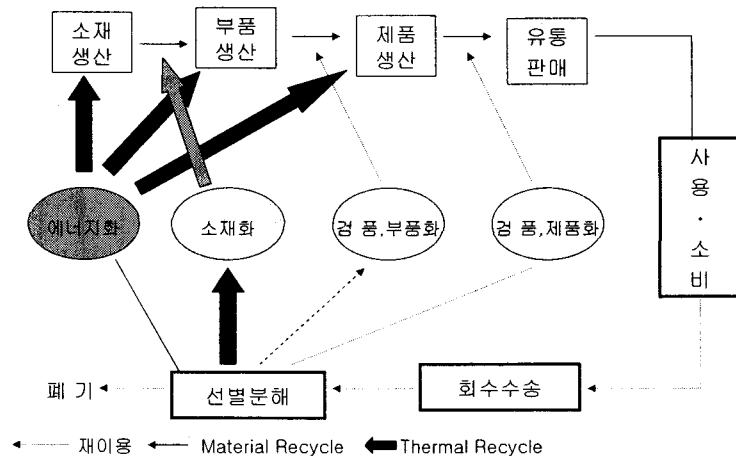 소재
생산
부품
생산
제품
생산
유통
판매
사
용
·
소
비
에너지화
소재화
검 품,부품화
검 품,제품화
폐 기
선별분해
회수수송
재이용
Material Recycle
Thermal Recycle